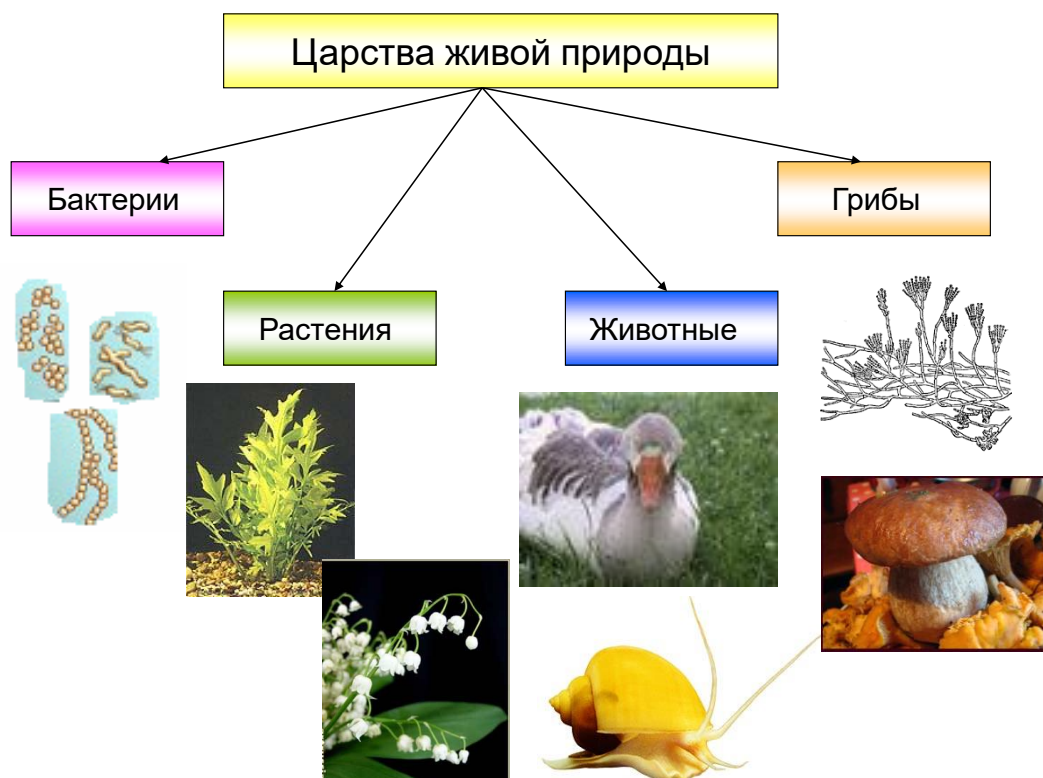 Царства живой природы
Бактерии
Грибы
Растения
Животные